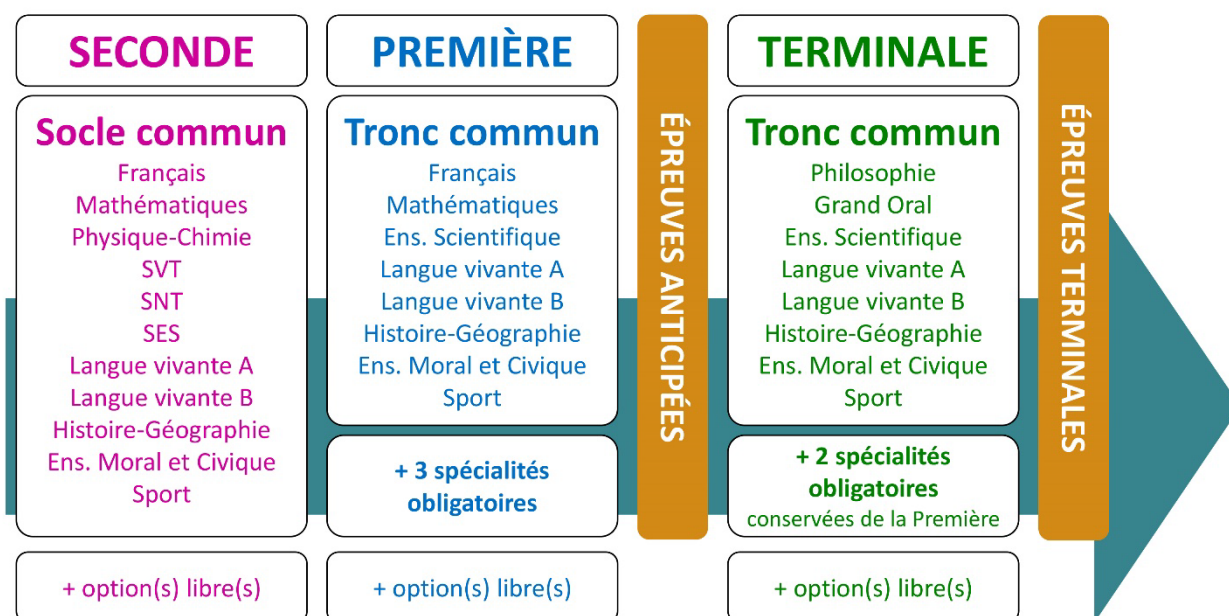 SECONDE
Socle commun
Français
Mathématiques
Physique-Chimie
SVT
SNT
SES
Langue vivante A
Langue vivante B
Histoire-Géographie
Ens. Moral et Civique
Sport
+ option(s) libre(s)
PREMIÈRE
Tronc commun
Français
Mathématiques
Ens. Scientifique
Langue vivante A
Langue vivante B
Histoire-Géographie
Ens. Moral et Civique
Sport
+ 3 spécialités
obligatoires
+ option(s) libre(s)
ÉPREUVES ANTICIPÉES
TERMINALE
Tronc commun
Philosophie
Grand Oral
Ens. Scientifique
Langue vivante A
Langue vivante B
Histoire-Géographie
Ens. Moral et Civique
Sport
+ 2 spécialités
obligatoires
conservées de la Première
+ option(s) libre(s)
ÉPREUVES TERMINALES